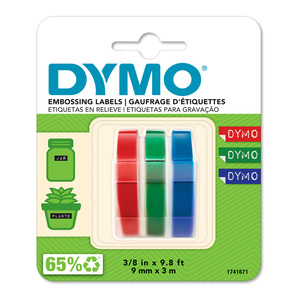 DYMO
EMBOSSING LABELS | GAUFRAGE D'ÉTIQUETTES
ETIQUETAS EN RELIEVE | ETIQUETAS PARA GRAVAÇÃO
JAR
PLANTE
DYMO
DYMO
DYMO
65%
3/8 in x 9.8 ft
9 mm x 3 m
1741671